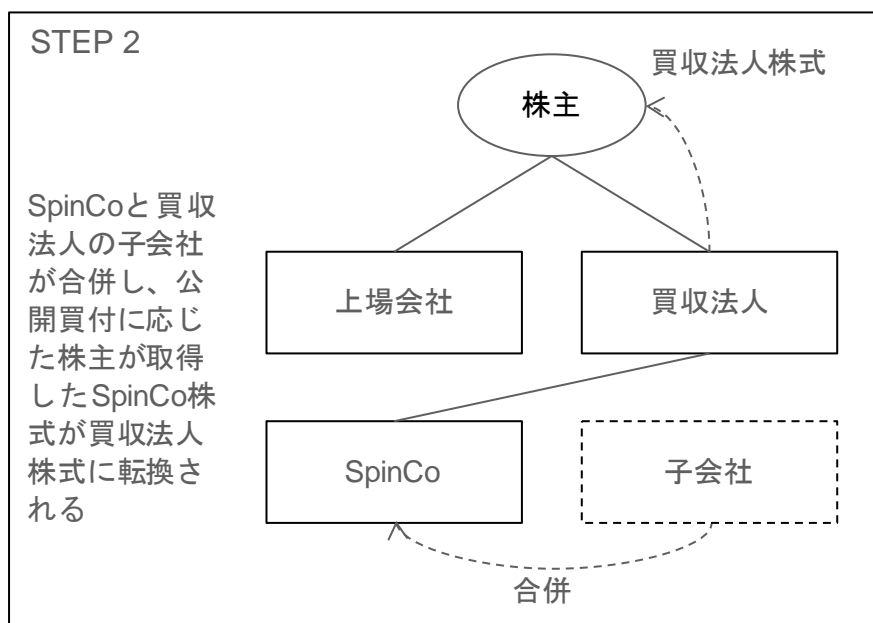 STEP 2
買収法人株式
株主
SpinCoと買収
法人の子会社
が合併し、公
開買付に応じ
た株主が取得
したSpinCo株
式が買収法人
株式に転換さ
れる
上場会社
買収法人
SpinCo
子会社
合併